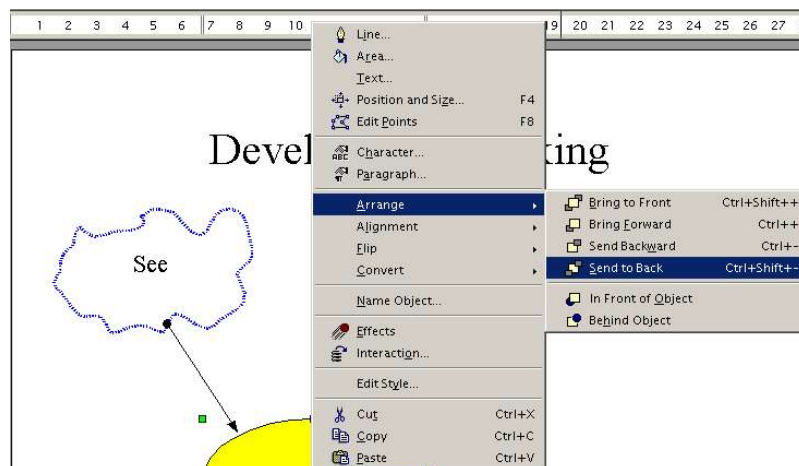 1 2 3 4 5 6 7 8 9 10 19 20 21 22 23 24 25 26 27
Line...
Area...
Text...
Position and Size... F4
Edit Points F8
Devel king
Character...
Paragraph...
Arrange
Bring to Front Ctrl+Shift++
Alignment
Bring Forward Ctrl++
Flip
Send Backward Ctrl+-
See
Convert
Send to Back Ctrl+Shift+-
Name Object...
In Front of Object
Behind Object
Effects
Interaction...
Edit Style...
Cut Ctrl+X
Copy Ctrl+C
Paste Ctrl+V